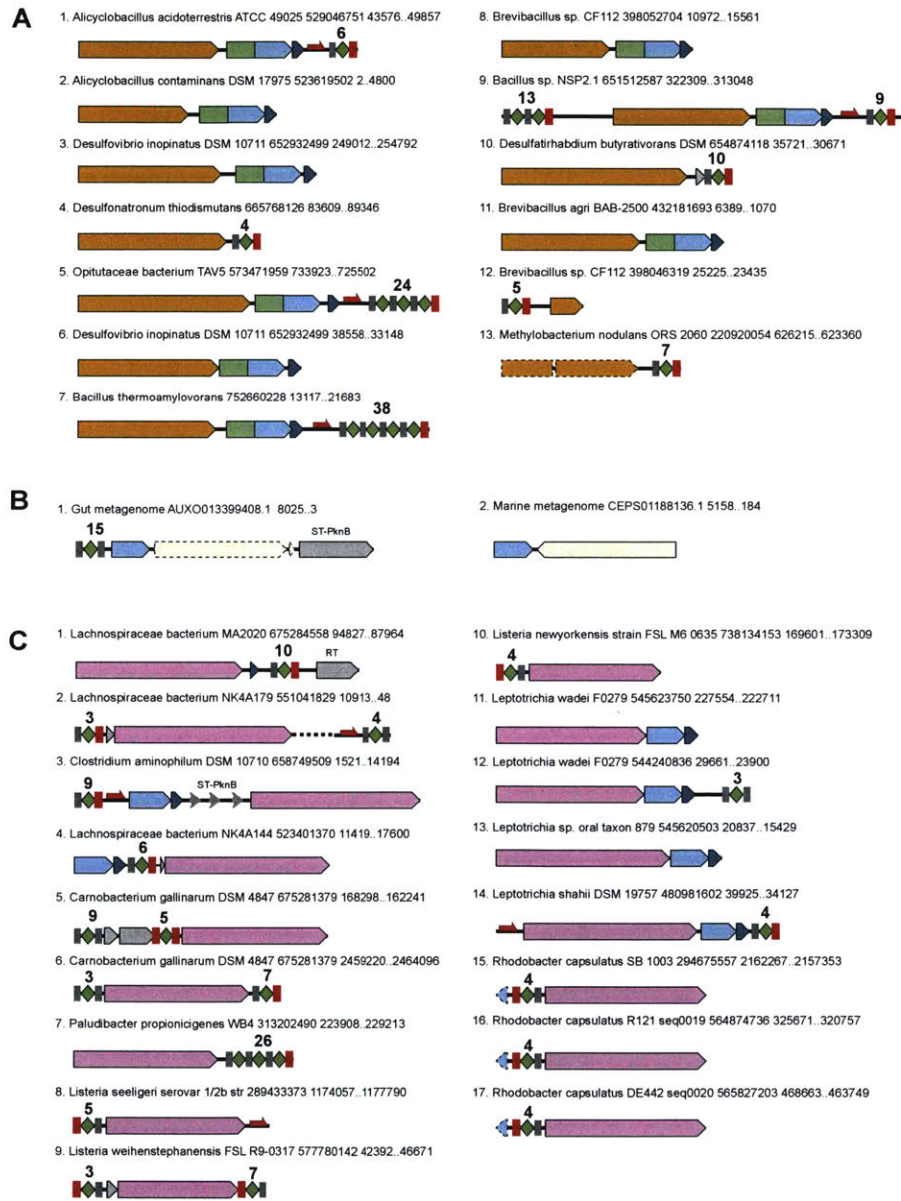 A
1. Alicyclobacillus acidoterrestris ATCC 49025 529046751 43576..49857
6
2. Alicyclobacillus contaminans DSM 17975 523619502 2..4800
3. Desulfovibrio inopinatus DSM 10711 652932499 249012..254792
4. Desulfonatronum thiodismutans 665768126 83609..89346
4
5. Opitutaceae bacterium TAV5 573471959 733923..725502
24
6. Desulfovibrio inopinatus DSM 10711 652932499 38558..33148
7. Bacillus thermoamylovorans 752660228 13117..21683
38
8. Brevibacillus sp. CF112 398052704 10972..15561
9. Bacillus sp. NSP2.1 651512587 322309..313048
13
9
10. Desulfatirhabdium butyrativorans DSM 654874118 35721..30671
10
11. Brevibacillus agri BAB-2500 432181693 6389..1070
12. Brevibacillus sp. CF112 398046319 25225..23435
5
13. Methylobacterium nodulans ORS 2060 220920054 626215..623360
7
B
1. Gut metagenome AUXO013399408.1 8025..3
15
ST-PknB
2. Marine metagenome CEPS01188136.1 5158..184
C
1. Lachnospiraceae bacterium MA2020 675284558 94827..87964
10
RT
2. Lachnospiraceae bacterium NK4A179 551041829 10913..48
3
4
3. Clostridium aminophilum DSM 10710 658749509 1521..14194
9
ST-PknB
4. Lachnospiraceae bacterium NK4A144 523401370 11419..17600
6
5. Carnobacterium gallinarum DSM 4847 675281379 168298..162241
9
5
6. Carnobacterium gallinarum DSM 4847 675281379 2459220..2464096
3
7
7. Paludibacter propionicigenes WB4 313202490 223908..229213
26
8. Listeria seeligeri serovar 1/2b str 289433373 1174057..1177790
5
9. Listeria weihenstephanensis FSL R9-0317 577780142 42392..46671
3
7
10. Listeria newyorkensis strain FSL M6 0635 738134153 169601..173309
4
11. Leptotrichia wadei F0279 545623750 227554..222711
12. Leptotrichia wadei F0279 544240836 29661..23900
3
13. Leptotrichia sp. oral taxon 879 545620503 20837..15429
14. Leptotrichia shahii DSM 19757 480981602 39925..34127
4
15. Rhodobacter capsulatus SB 1003 294675557 2162267..2157353
4
16. Rhodobacter capsulatus R121 seq0019 564874736 325671..320757
4
17. Rhodobacter capsulatus DE442 seq0020 565827203 468663..463749
4